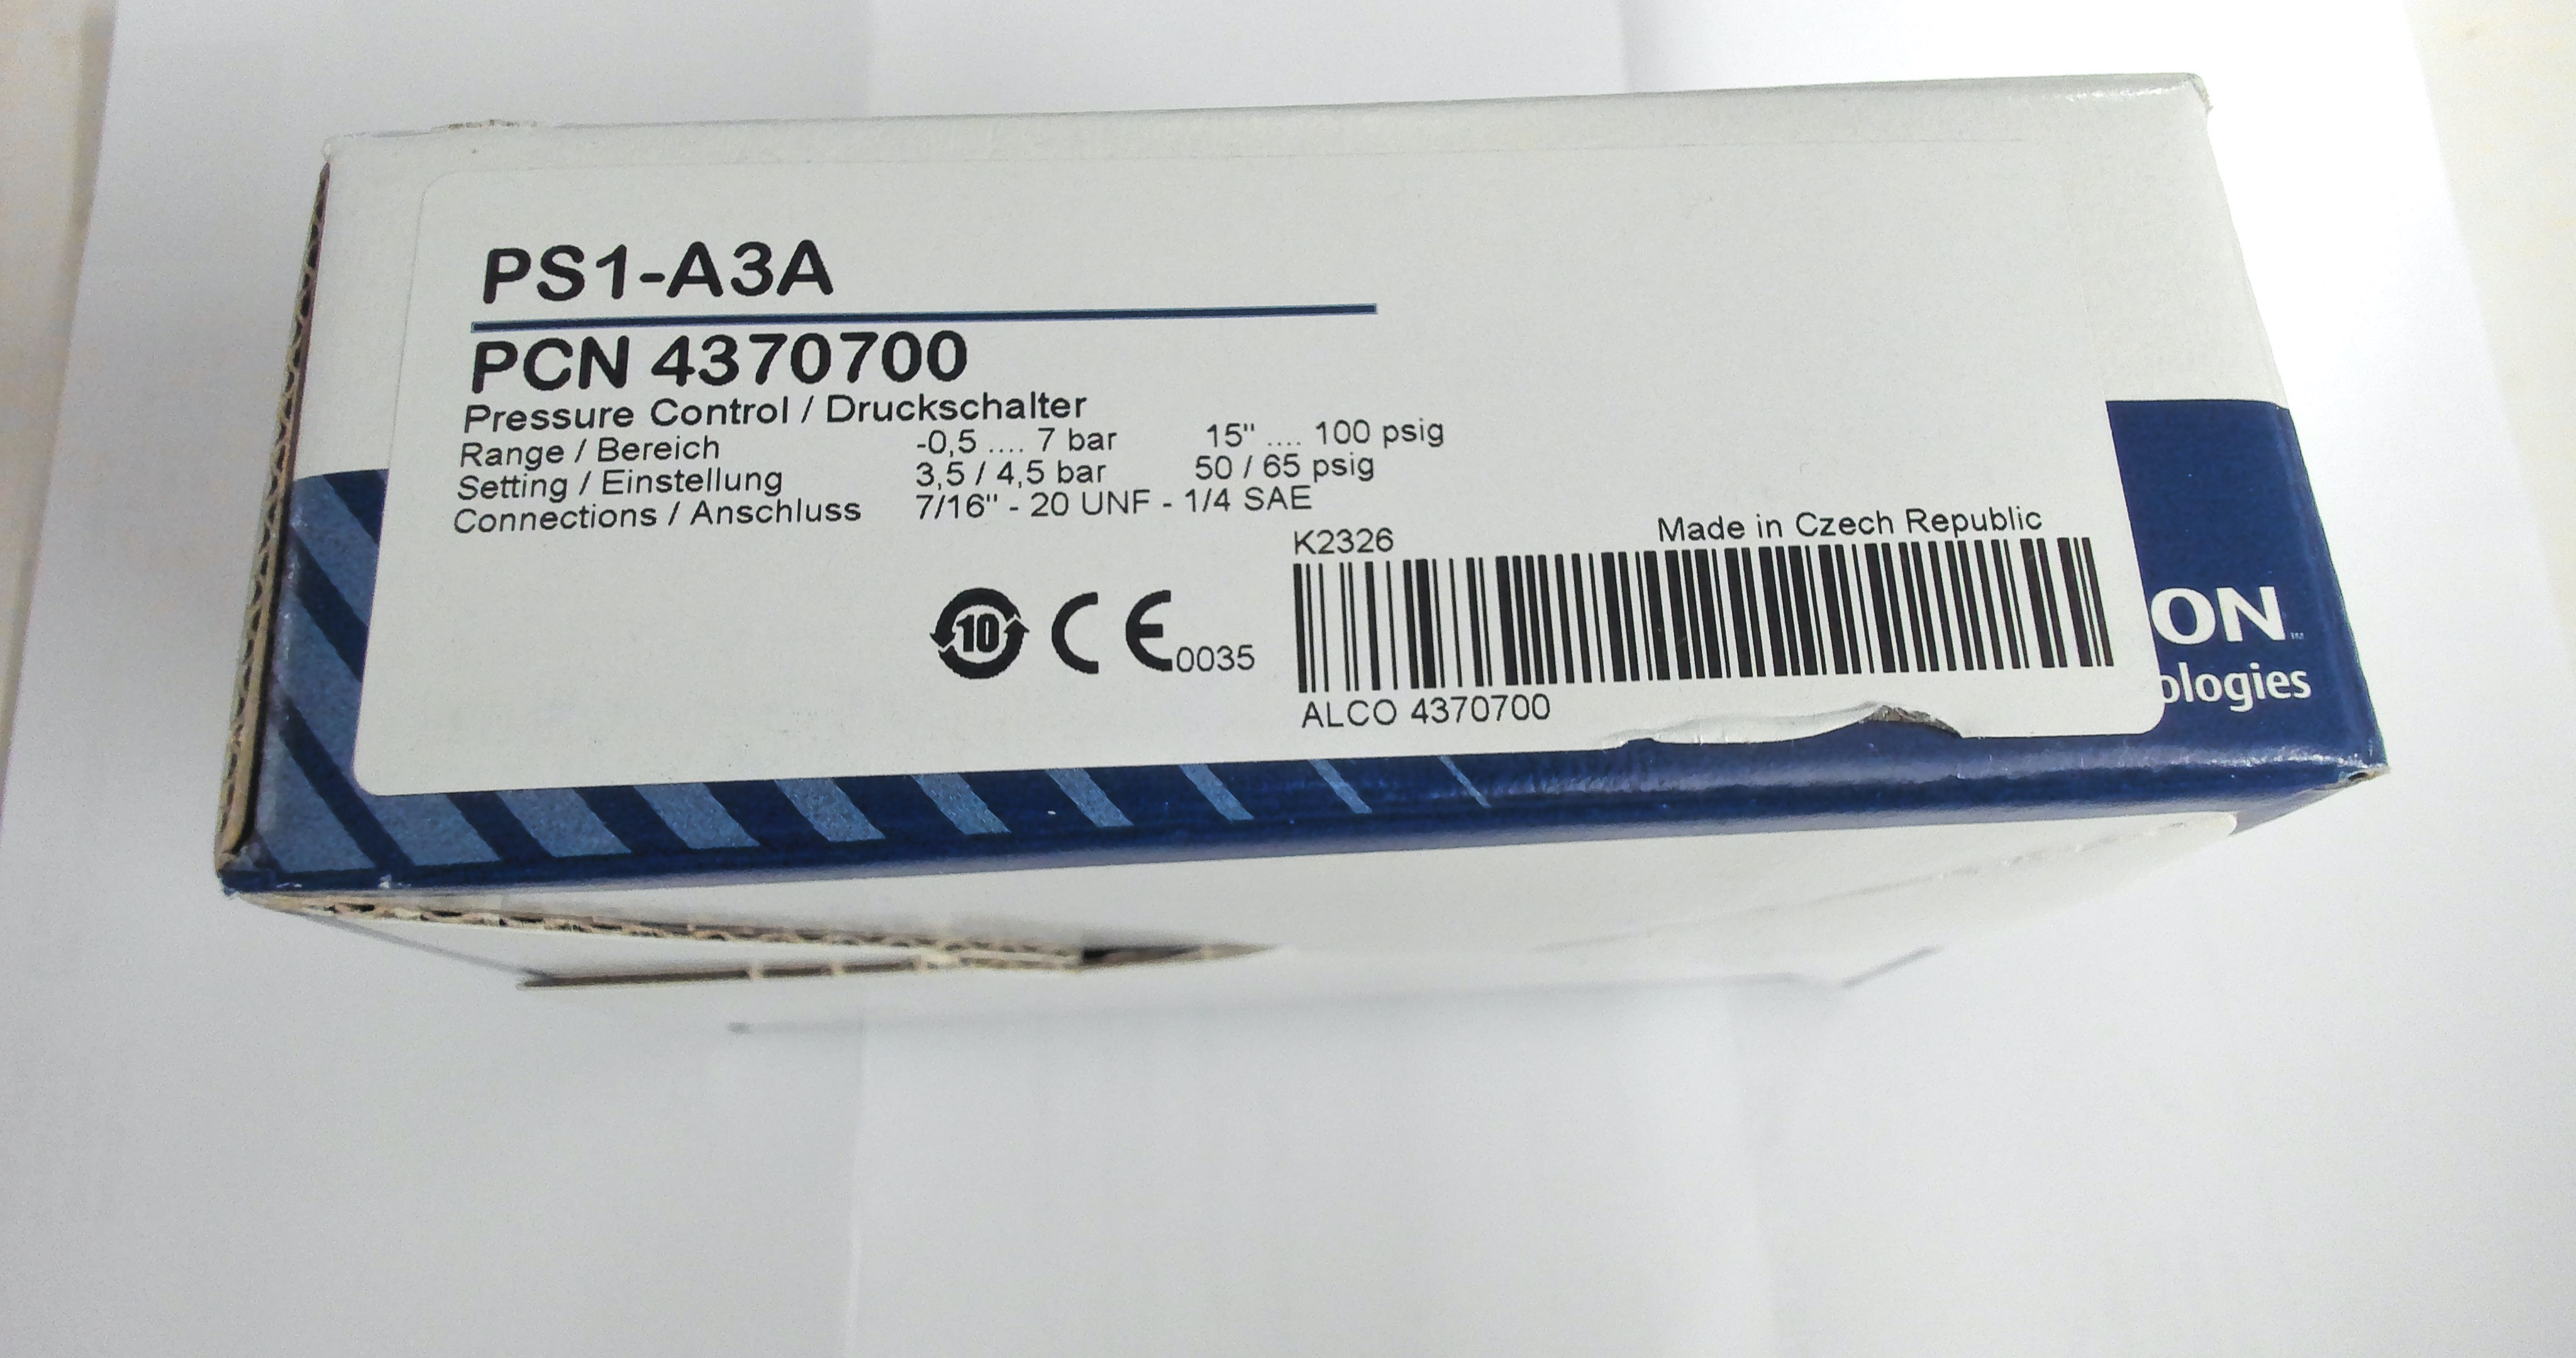 PS1-A3A
PCN 4370700
Pressure Control / Druckschalter
Range / Bereich -0,5 .... 7 bar 15" .... 100 psig
Setting / Einstellung 3,5 / 4,5 bar 50 / 65 psig
Connections / Anschluss 7/16" - 20 UNF - 1/4 SAE
K2326 Made in Czech Republic
10 CE 0035
ALCO 4370700
ON™
ologies